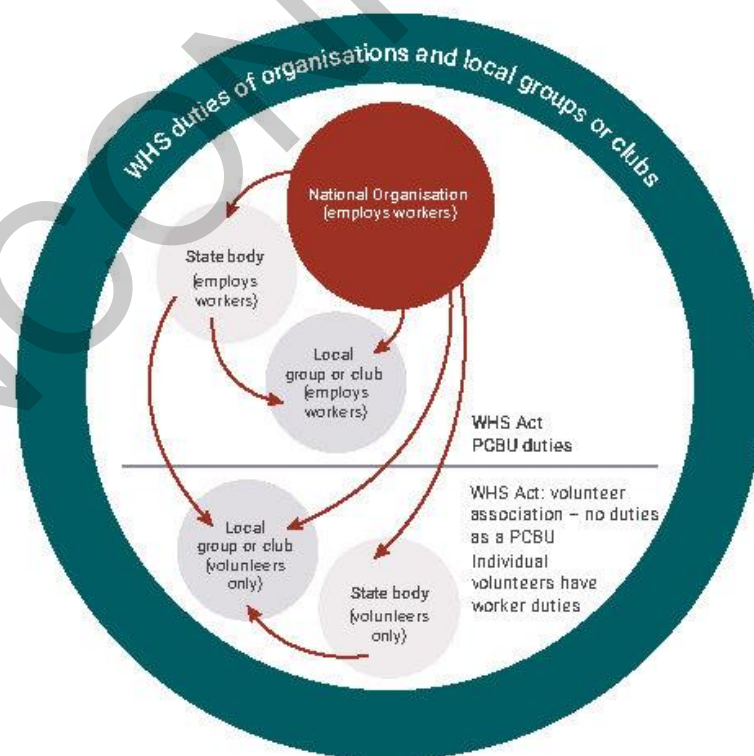 WHS duties of organisations and local groups or clubs
National Organisation
(employs workers)
State body
(employs
workers)
Local
group or club
(employs
workers)
WHS Act
PCBU duties
WHS Act: volunteer
association – no duties
as a PCBU
Individual
volunteers have
worker duties
Local
group or club
(volunteers
only)
State body
(volunteers
only)